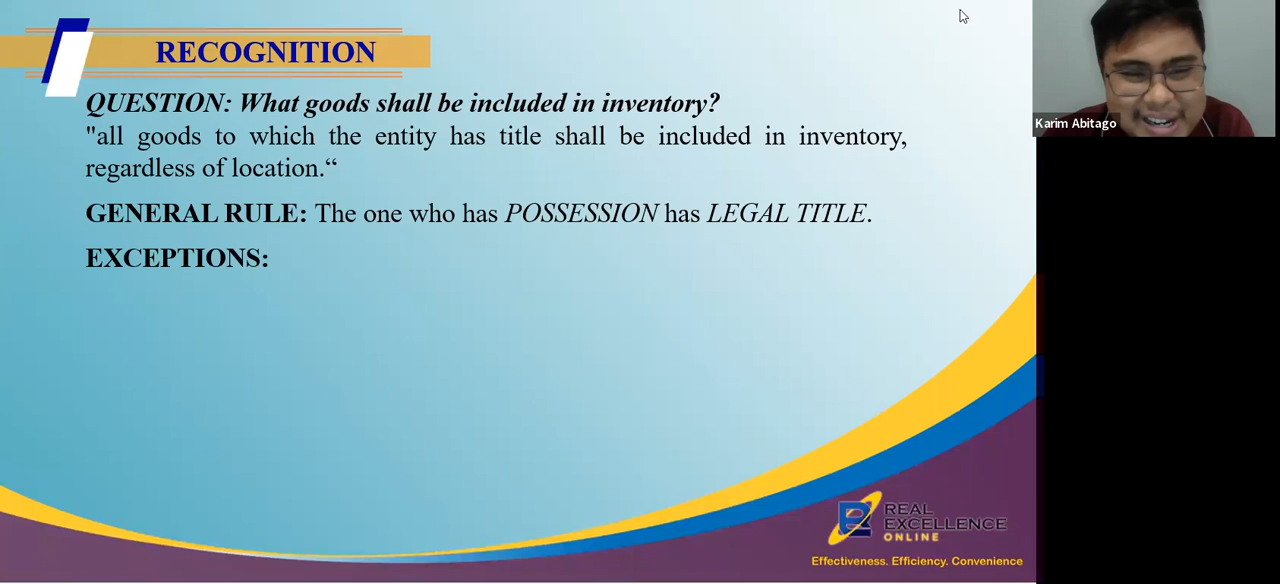 RECOGNITION
QUESTION: What goods shall be included in inventory?
"all goods to which the entity has title shall be included in inventory,
regardless of location.“
GENERAL RULE: The one who has POSSESSION has LEGAL TITLE.
EXCEPTIONS:
Karim Abitago
REAL
EXCELLENCE
ONLINE
Effectiveness. Efficiency. Convenience